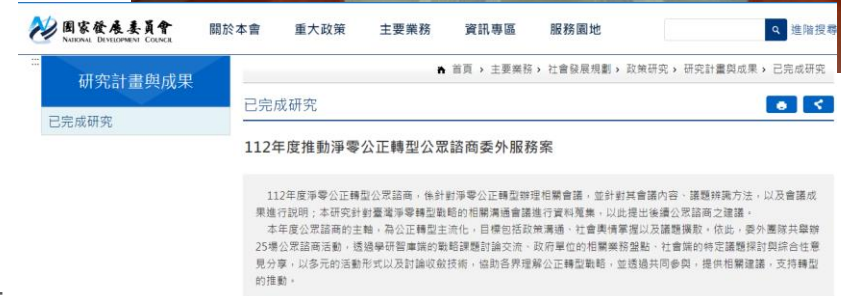 國家發展委員會 關於本會 重大政策 主要業務 資訊專區 服務園地 進階搜尋
NATIONAL DEVELOPMENT COUNCIL
:::
首頁 › 主要業務 › 社會發展規劃 › 政策研究 › 研究計畫與成果 › 已完成研究
研究計畫與成果
已完成研究
已完成研究
112年度推動淨零公正轉型公眾諮商委外服務案
112年度淨零公正轉型公眾諮商，係針對淨零公正轉型辦理相關會議，並針對其會議內容、議題辨識方法，以及會議成
果進行說明；本研究針對臺灣淨零轉型戰略的相關溝通會議進行資料蒐集，以此提出後續公眾諮商之建議。
本年度公眾諮商的主軸，為公正轉型主流化，目標包括政策溝通、社會輿情掌握以及議題擷取，依此，委外團隊共舉辦
25場公眾諮商活動，透過學研智庫端的戰略課題討論交流、政府單位的相關業務盤點、社會端的特定議題探討與綜合性意
見分享，以多元的活動形式以及討論收斂技術，協助各界理解公正轉型戰略，並透過共同參與，提供相關建議，支持轉型
的推動。